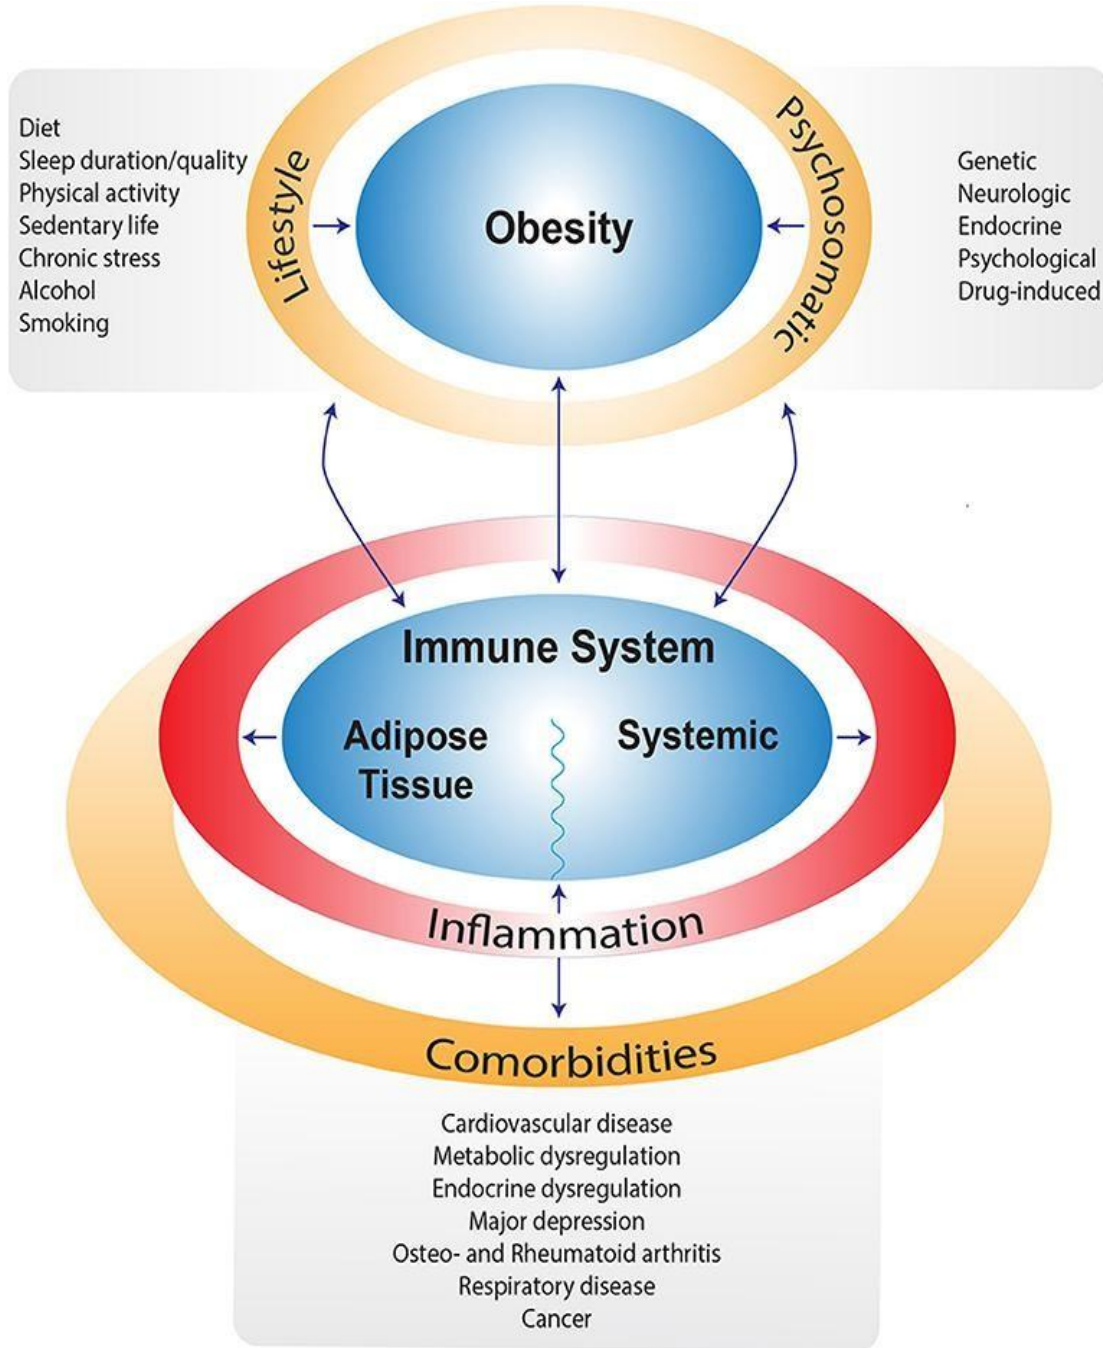 Diet
Sleep duration/quality
Physical activity
Sedentary life
Chronic stress
Alcohol
Smoking
Lifestyle
Obesity
Psychosomatic
Genetic
Neurologic
Endocrine
Psychological
Drug-induced
Immune System
Adipose
Tissue
Systemic
Inflammation
Comorbidities
Cardiovascular disease
Metabolic dysregulation
Endocrine dysregulation
Major depression
Osteo- and Rheumatoid arthritis
Respiratory disease
Cancer